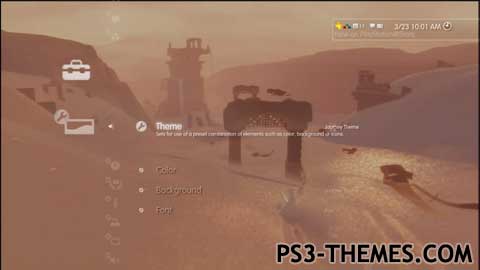 3/23 10:01 AM
Theme
Journey Theme
Sets for use of a preset combination of elements such as color, background or icons.
Color
Background
Font
PS3-THEMES.COM